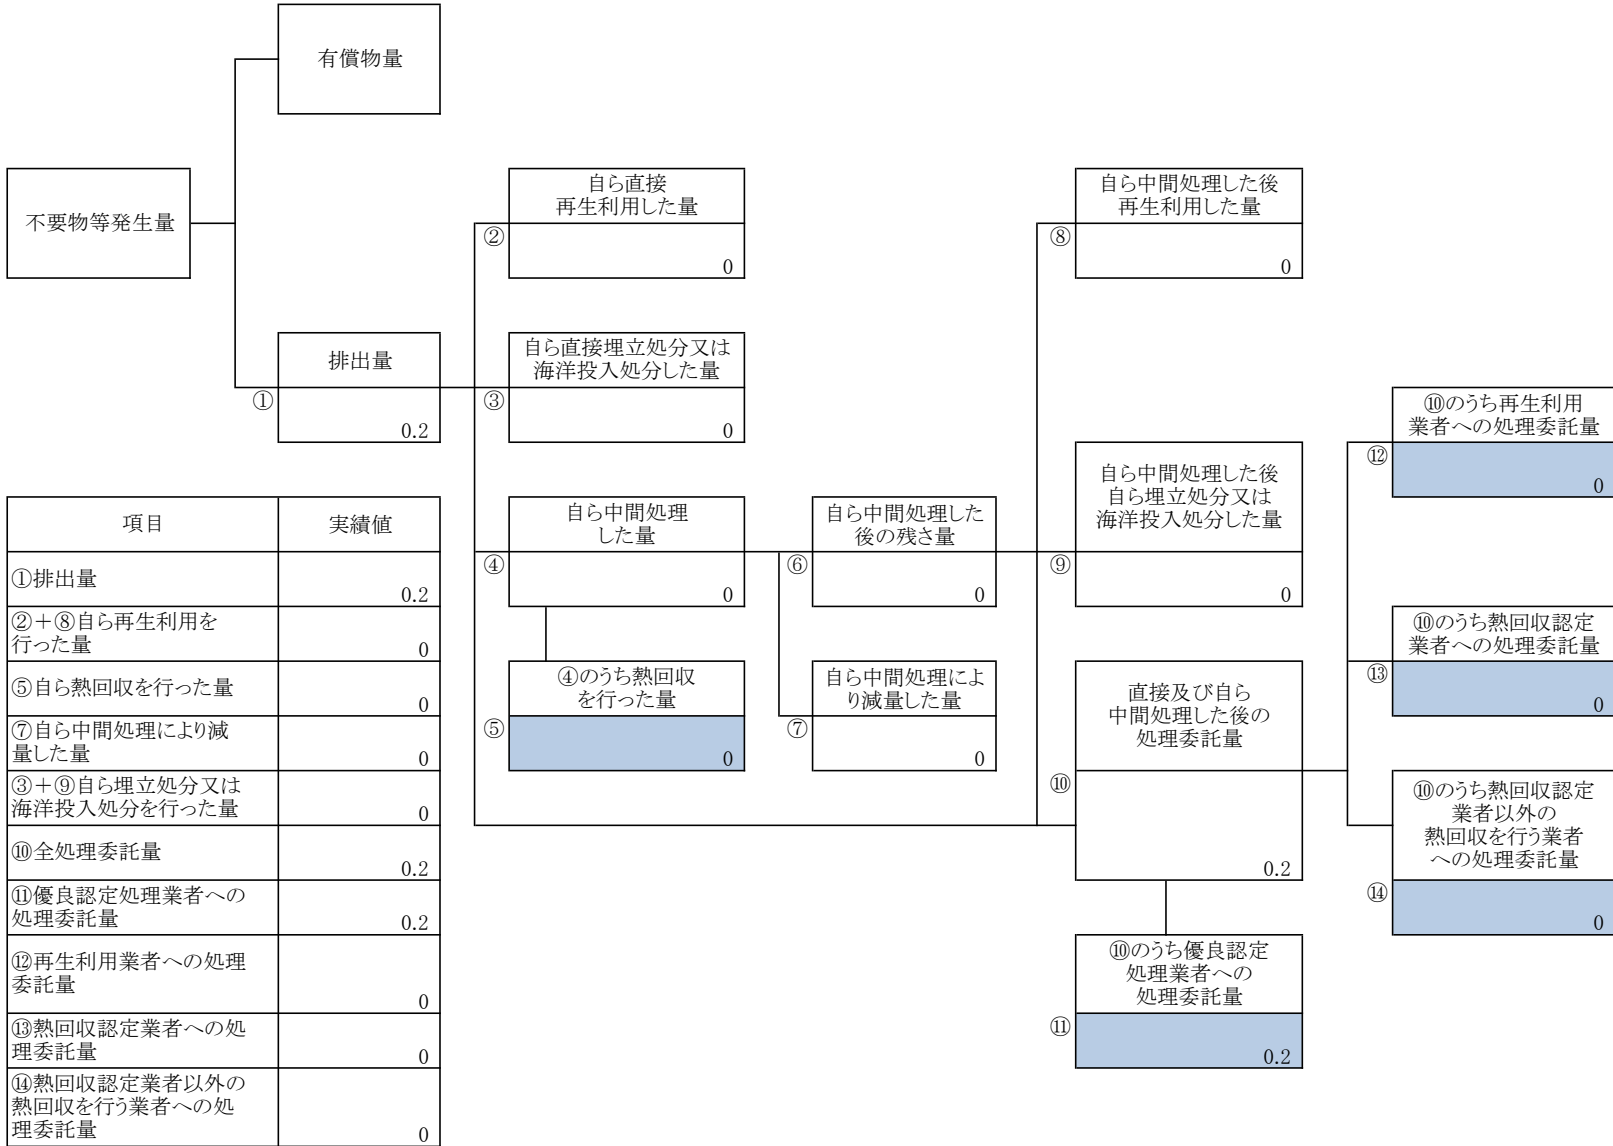 有償物量
不要物等発生量
自ら直接
再生利用した量
②
0
自ら中間処理した後
再生利用した量
⑧
0
排出量
①
0.2
自ら直接埋立処分又は
海洋投入処分した量
③
0
⑩のうち再生利用
業者への処理委託量
⑫
0
自ら中間処理
した量
④
0
自ら中間処理した
後の残さ量
⑥
0
自ら中間処理した後
自ら埋立処分又は
海洋投入処分した量
⑨
0
⑩のうち熱回収認定
業者への処理委託量
⑬
0
④のうち熱回収
を行った量
⑤
0
自ら中間処理によ
り減量した量
⑦
0
直接及び自ら
中間処理した後の
処理委託量
⑩
0.2
⑩のうち熱回収認定
業者以外の
熱回収を行う業者
への処理委託量
⑭
0
⑩のうち優良認定
処理業者への
処理委託量
⑪
0.2
項目 実績値
①排出量 0.2
②+⑧自ら再生利用を
行った量 0
⑤自ら熱回収を行った量 0
⑦自ら中間処理により減
量した量 0
③+⑨自ら埋立処分又は
海洋投入処分を行った量 0
⑩全処理委託量 0.2
⑪優良認定処理業者への
処理委託量 0.2
⑫再生利用業者への処理
委託量 0
⑬熱回収認定業者への処
理委託量 0
⑭熱回収認定業者以外の
熱回収を行う業者への処
理委託量 0